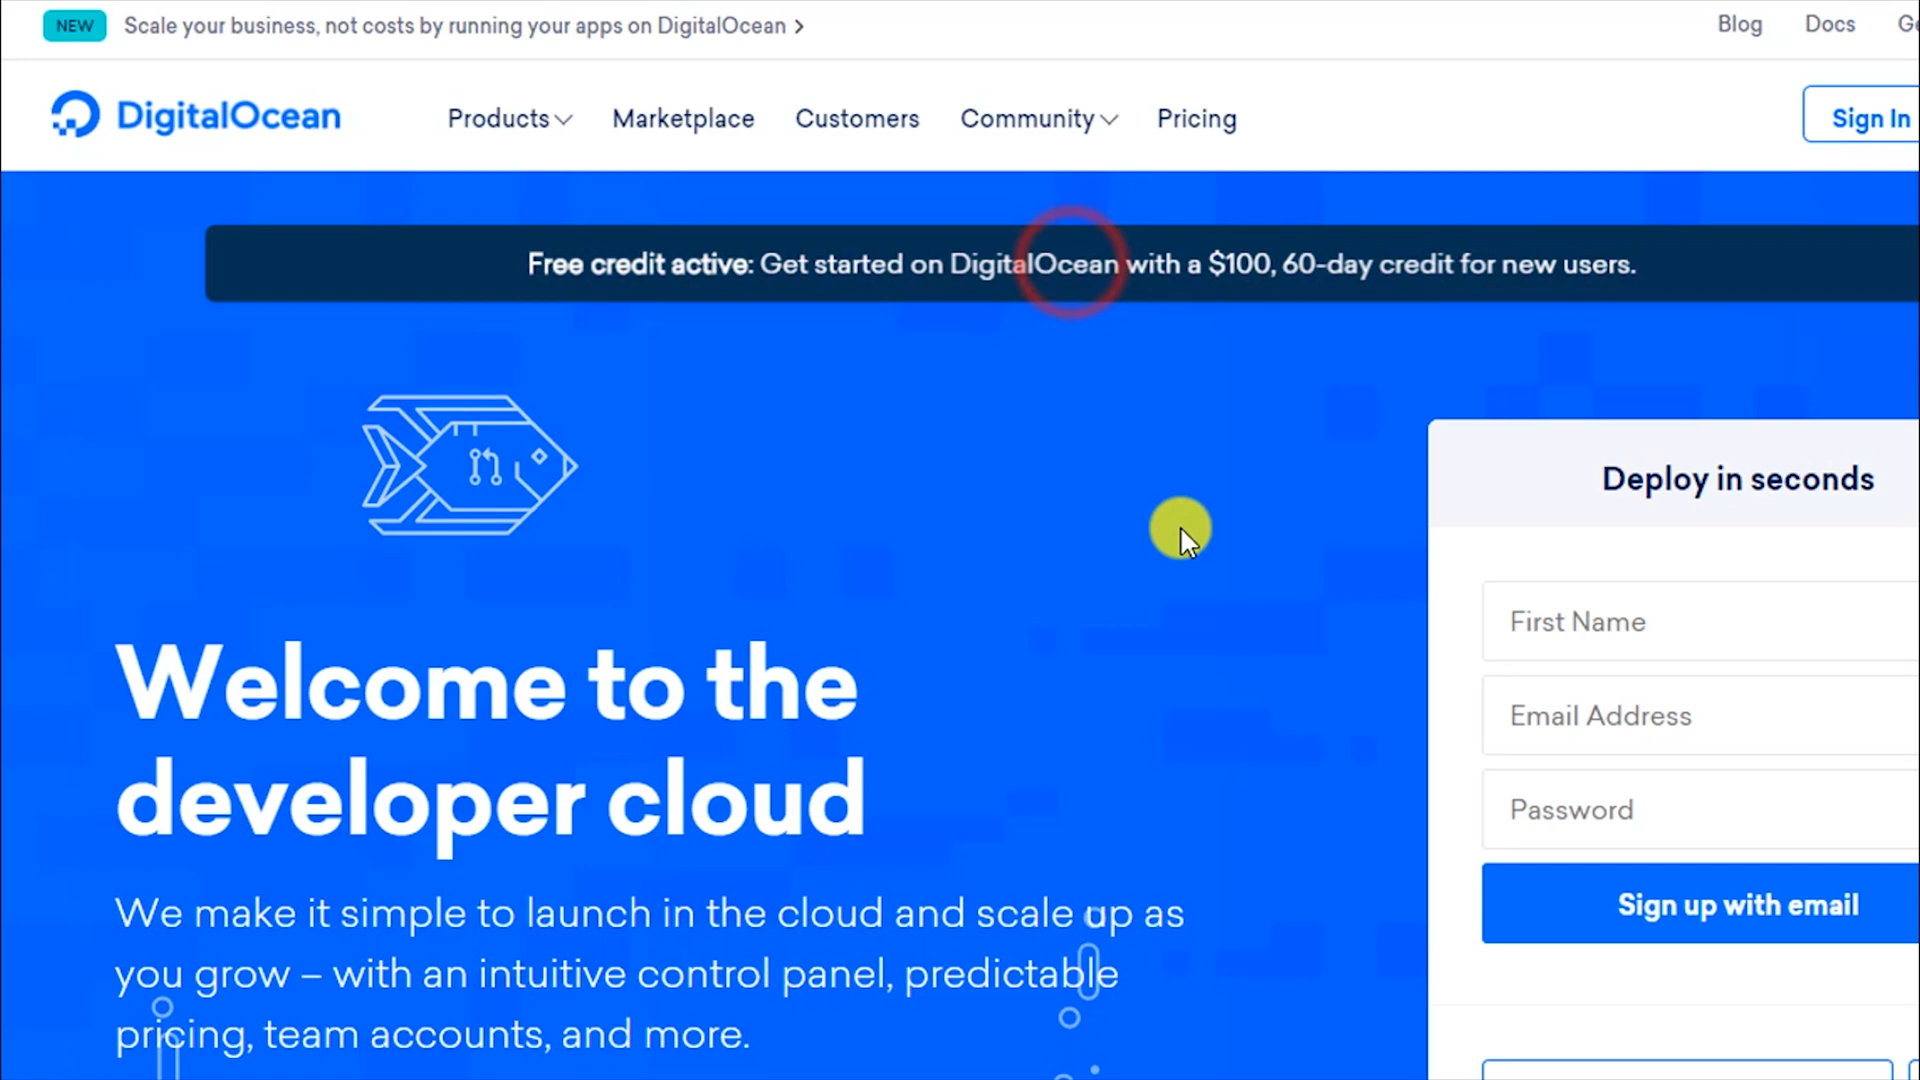 NEW Scale your business, not costs by running your apps on DigitalOcean
Blog Docs
DigitalOcean Products Marketplace Customers Community Pricing Sign In
Free credit active: Get started on DigitalOcean with a $100, 60-day credit for new users.
Deploy in seconds
First Name
Email Address
Password
Sign up with email
Welcome to the
developer cloud
We make it simple to launch in the cloud and scale up as
you grow – with an intuitive control panel, predictable
pricing, team accounts, and more.